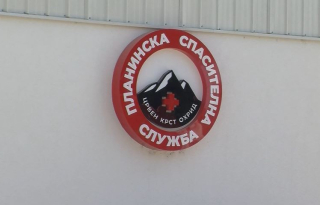 ПЛАНИНСКА СПАСИТЕЛНА
СЛУЖБА
ЦРВЕН КРСТ ОХРИД